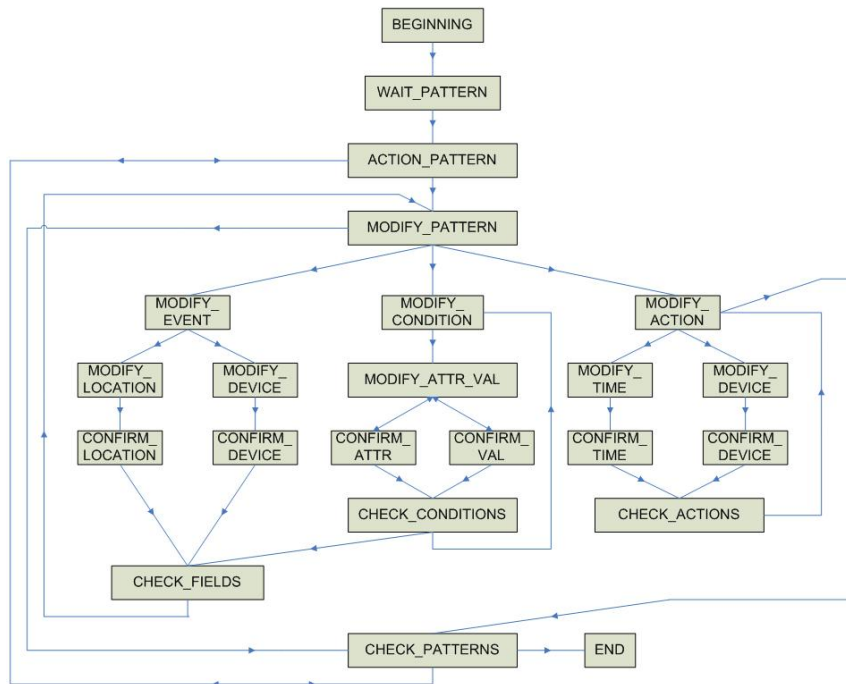 BEGINNING
WAIT_PATTERN
ACTION_PATTERN
MODIFY_PATTERN
MODIFY_
EVENT
MODIFY_
CONDITION
MODIFY_
ACTION
MODIFY_
LOCATION
MODIFY_
DEVICE
MODIFY_ATTR_VAL
MODIFY_
TIME
MODIFY_
DEVICE
CONFIRM_
LOCATION
CONFIRM_
DEVICE
CONFIRM_
ATTR
CONFIRM_
VAL
CONFIRM_
TIME
CONFIRM_
DEVICE
CHECK_CONDITIONS
CHECK_ACTIONS
CHECK_FIELDS
CHECK_PATTERNS
END